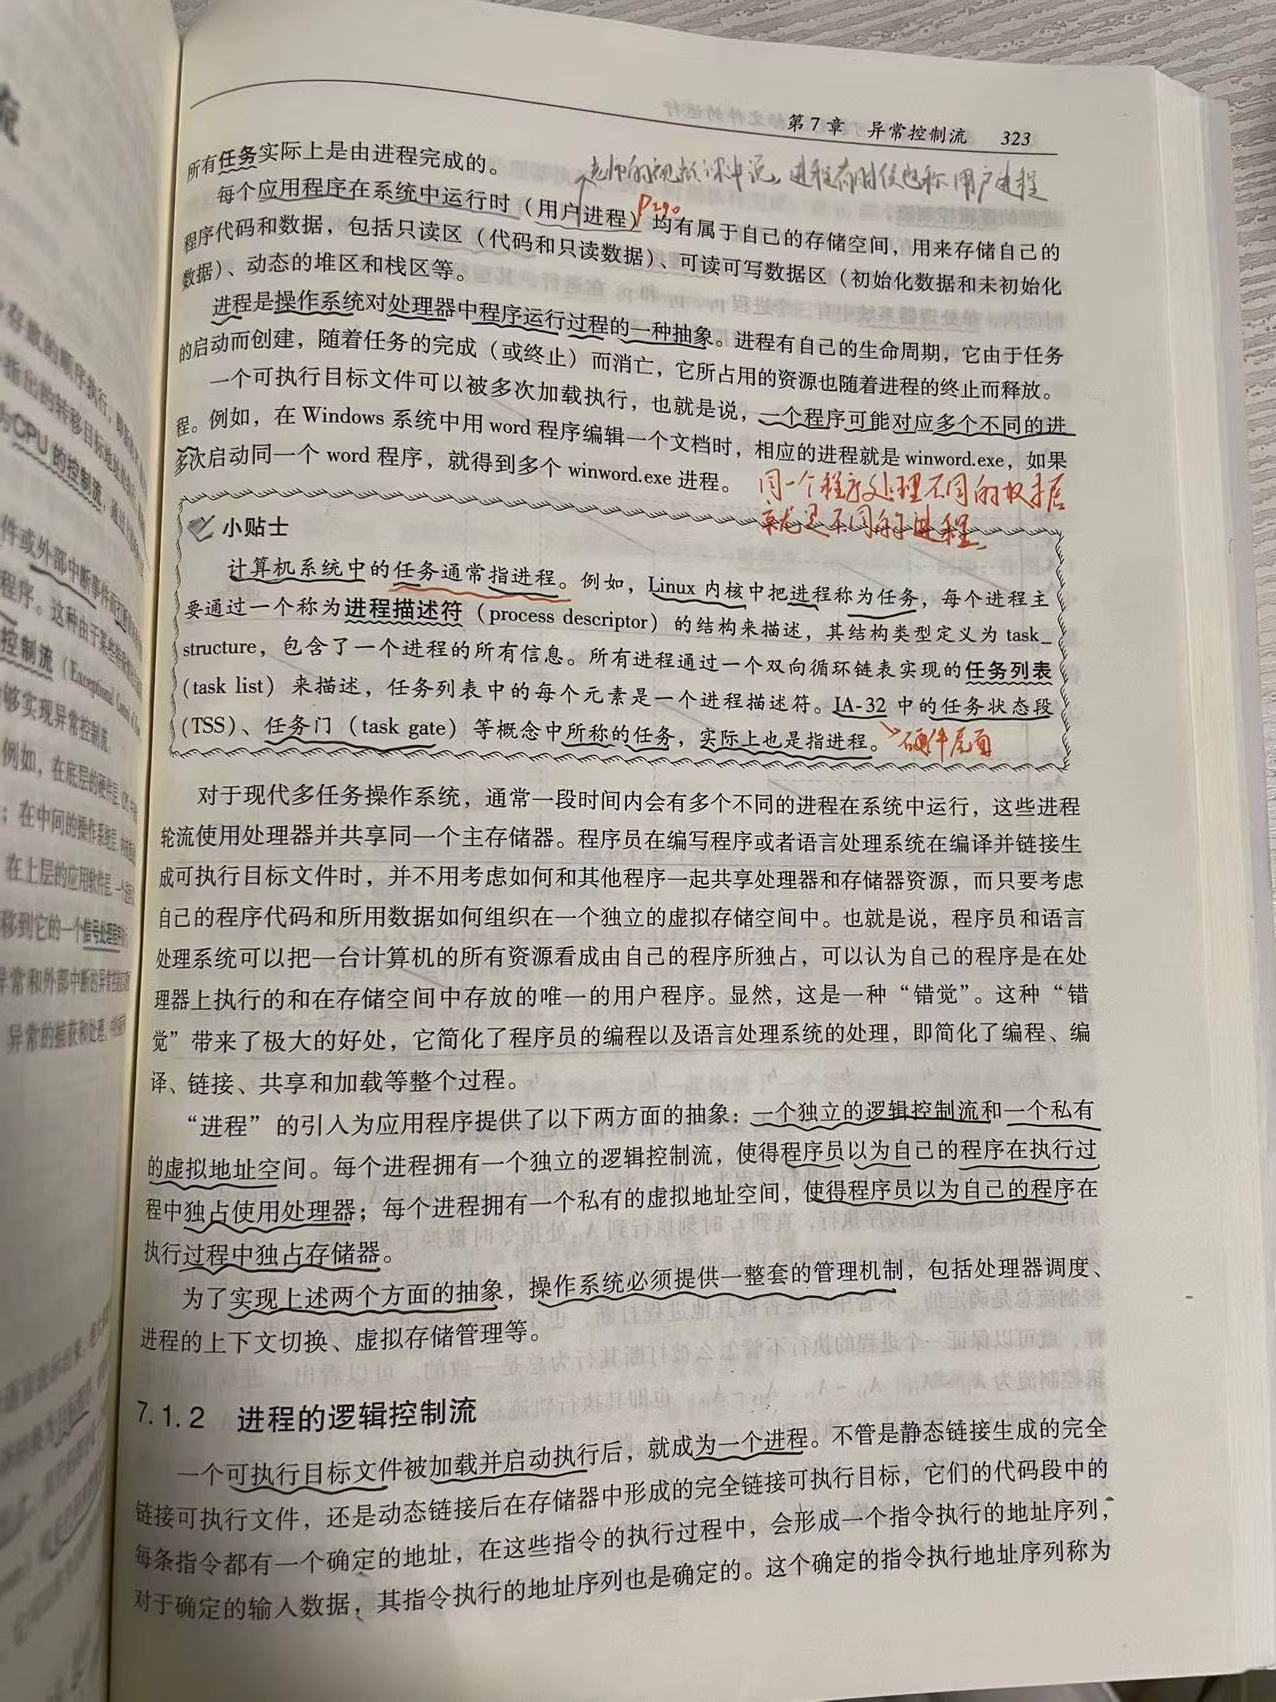 第7章 异常控制流 323
所有任务实际上是由进程完成的。
老师的视频课中说，进程有时候也称用户进程
P290
每个应用程序在系统中运行时（用户进程）均有属于自己的存储空间，用来存储自己的
程序代码和数据，包括只读区（代码和只读数据）、可读可写数据区（初始化数据和未初始化
数据）、动态的堆区和栈区等。
进程是操作系统对处理器中程序运行过程的一种抽象。进程有自己的生命周期，它由于任务
的启动而创建，随着任务的完成（或终止）而消亡，它所占用的资源也随着进程的终止而释放。
一个可执行目标文件可以被多次加载执行，也就是说，一个程序可能对应多个不同的进
程。例如，在 Windows 系统中用 word 程序编辑一个文档时，相应的进程就是 winword.exe，如果
多次启动同一个 word 程序，就得到多个 winword.exe 进程。
同一个程序处理不同的数据
就是不同的进程。
小贴士
计算机系统中的任务通常指进程。例如，Linux 内核中把进程称为任务，每个进程主
要通过一个称为进程描述符（process descriptor）的结构来描述，其结构类型定义为 task_
structure，包含了一个进程的所有信息。所有进程通过一个双向循环链表实现的任务列表
（task list）来描述，任务列表中的每个元素是一个进程描述符。IA-32 中的任务状态段
（TSS）、任务门（task gate）等概念中所称的任务，实际上也是指进程。
硬件层面
对于现代多任务操作系统，通常一段时间内会有多个不同的进程在系统中运行，这些进程
轮流使用处理器并共享同一个主存储器。程序员在编写程序或者语言处理系统在编译并链接生
成可执行目标文件时，并不用考虑如何和其他程序一起共享处理器和存储器资源，而只要考虑
自己的程序代码和所用数据如何组织在一个独立的虚拟存储空间中。也就是说，程序员和语言
处理系统可以把一台计算机的所有资源看成由自己的程序所独占，可以认为自己的程序是在处
理器上执行的和在存储空间中存放的唯一的用户程序。显然，这是一种“错觉”。这种“错
觉”带来了极大的好处，它简化了程序员的编程以及语言处理系统的处理，即简化了编程、编
译、链接、共享和加载等整个过程。
“进程”的引入为应用程序提供了以下两方面的抽象：一个独立的逻辑控制流和一个私有
的虚拟地址空间。每个进程拥有一个独立的逻辑控制流，使得程序员以为自己的程序在执行过
程中独占使用处理器；每个进程拥有一个私有的虚拟地址空间，使得程序员以为自己的程序在
执行过程中独占存储器。
为了实现上述两个方面的抽象，操作系统必须提供一整套的管理机制，包括处理器调度、
进程的上下文切换、虚拟存储管理等。
7.1.2 进程的逻辑控制流
一个可执行目标文件被加载并启动执行后，就成为一个进程。不管是静态链接生成的完全
链接可执行文件，还是动态链接后在存储器中形成的完全链接可执行目标，它们的代码段中的
每条指令都有一个确定的地址，在这些指令的执行过程中，会形成一个指令执行的地址序列，
对于确定的输入数据，其指令执行的地址序列也是确定的。这个确定的指令执行地址序列称为